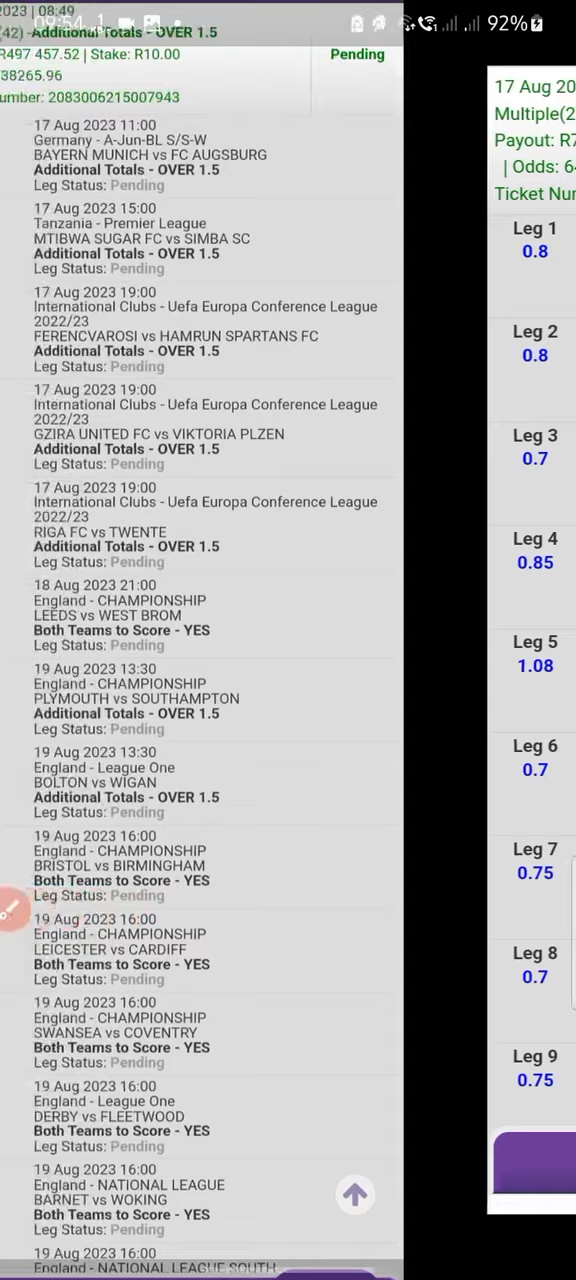 2023 | 08:49
09:54
92%
(42) -Additional Totals - OVER 1.5
R497 457.52 | Stake: R10.00
Pending
38265.96
umber: 2083006215007943
17 Aug 2023 11:00
Germany - A-Jun-BL S/S-W
BAYERN MUNICH vs FC AUGSBURG
Additional Totals - OVER 1.5
Leg Status: Pending
17 Aug 2023 15:00
Tanzania - Premier League
MTIBWA SUGAR FC vs SIMBA SC
Additional Totals - OVER 1.5
Leg Status: Pending
17 Aug 2023 19:00
International Clubs - Uefa Europa Conference League
2022/23
FERENCVAROSI vs HAMRUN SPARTANS FC
Additional Totals - OVER 1.5
Leg Status: Pending
17 Aug 2023 19:00
International Clubs - Uefa Europa Conference League
2022/23
GZIRA UNITED FC vs VIKTORIA PLZEN
Additional Totals - OVER 1.5
Leg Status: Pending
17 Aug 2023 19:00
International Clubs - Uefa Europa Conference League
2022/23
RIGA FC vs TWENTE
Additional Totals - OVER 1.5
Leg Status: Pending
18 Aug 2023 21:00
England - CHAMPIONSHIP
LEEDS vs WEST BROM
Both Teams to Score - YES
Leg Status: Pending
19 Aug 2023 13:30
England - CHAMPIONSHIP
PLYMOUTH vs SOUTHAMPTON
Additional Totals - OVER 1.5
Leg Status: Pending
19 Aug 2023 13:30
England - League One
BOLTON vs WIGAN
Additional Totals - OVER 1.5
Leg Status: Pending
19 Aug 2023 16:00
England - CHAMPIONSHIP
BRISTOL vs BIRMINGHAM
Both Teams to Score - YES
Leg Status: Pending
19 Aug 2023 16:00
England - CHAMPIONSHIP
LEICESTER vs CARDIFF
Both Teams to Score - YES
Leg Status: Pending
19 Aug 2023 16:00
England - CHAMPIONSHIP
SWANSEA vs COVENTRY
Both Teams to Score - YES
Leg Status: Pending
19 Aug 2023 16:00
England - League One
DERBY vs FLEETWOOD
Both Teams to Score - YES
Leg Status: Pending
19 Aug 2023 16:00
England - NATIONAL LEAGUE
BARNET vs WOKING
Both Teams to Score - YES
Leg Status: Pending
19 Aug 2023 16:00
England - NATIONAL LEAGUE SOUTH
17 Aug 20
Multiple(2
Payout: R7
| Odds: 64
Ticket Num
Leg 1
0.8
Leg 2
0.8
Leg 3
0.7
Leg 4
0.85
Leg 5
1.08
Leg 6
0.7
Leg 7
0.75
Leg 8
0.7
Leg 9
0.75